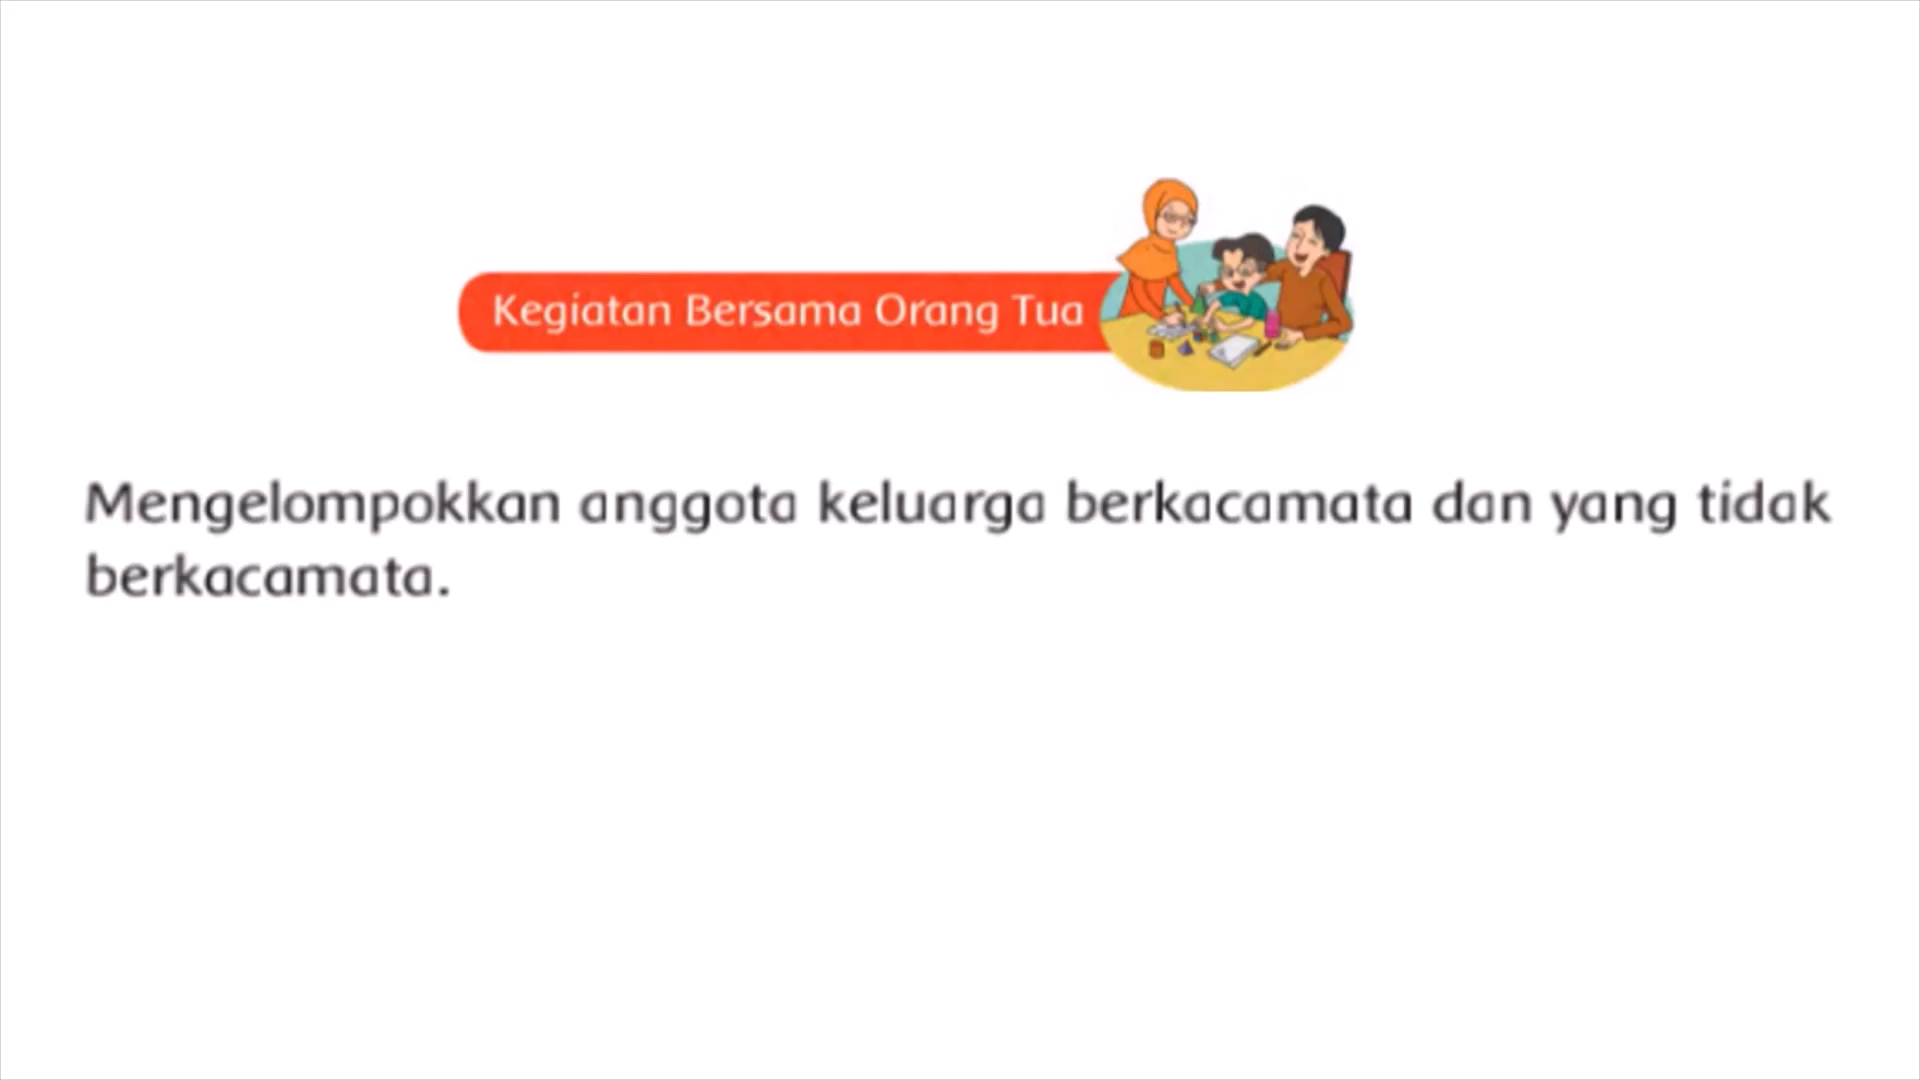 Kegiatan Bersama Orang Tua
Mengelompokkan anggota keluarga berkacamata dan yang tidak
berkacamata.